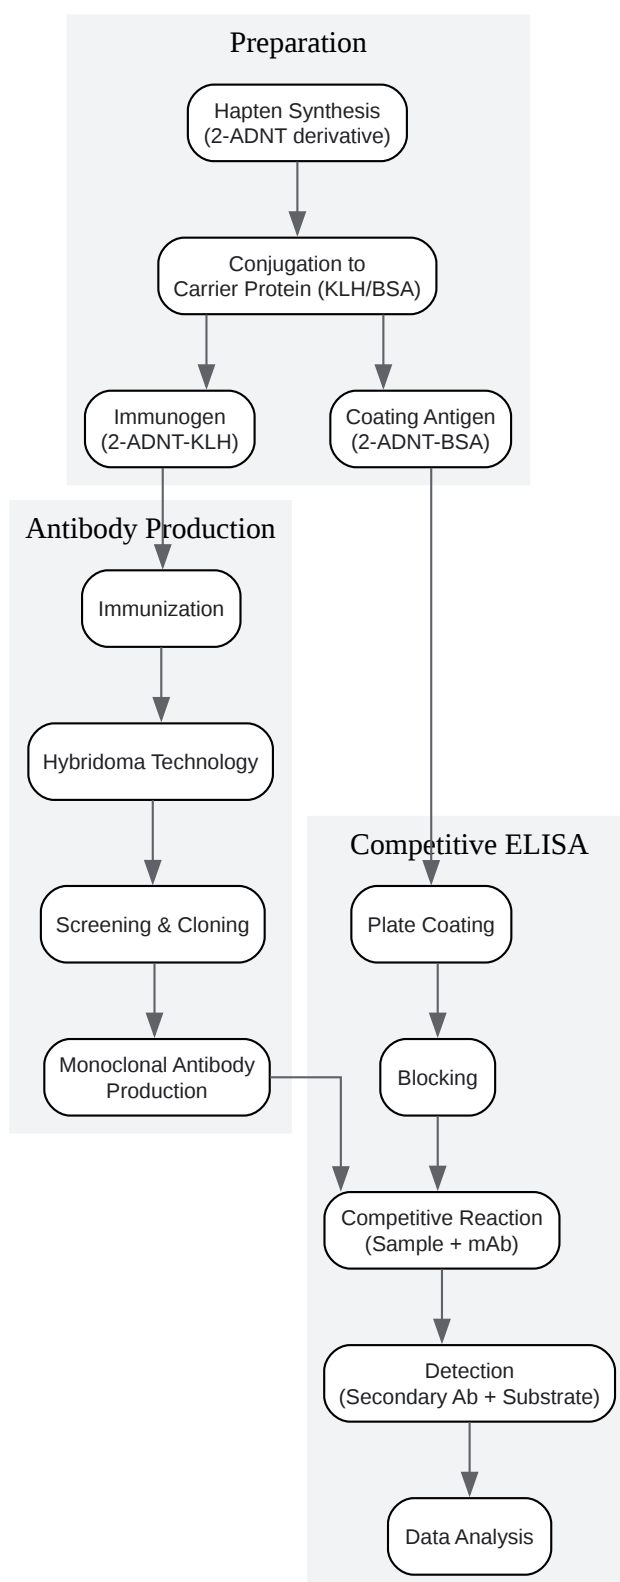 Preparation
Hapten Synthesis
(2-ADNT derivative)
Conjugation to
Carrier Protein (KLH/BSA)
Immunogen
(2-ADNT-KLH)
Coating Antigen
(2-ADNT-BSA)
Antibody Production
Immunization
Hybridoma Technology
Screening & Cloning
Monoclonal Antibody
Production
Competitive ELISA
Plate Coating
Blocking
Competitive Reaction
(Sample + mAb)
Detection
(Secondary Ab + Substrate)
Data Analysis